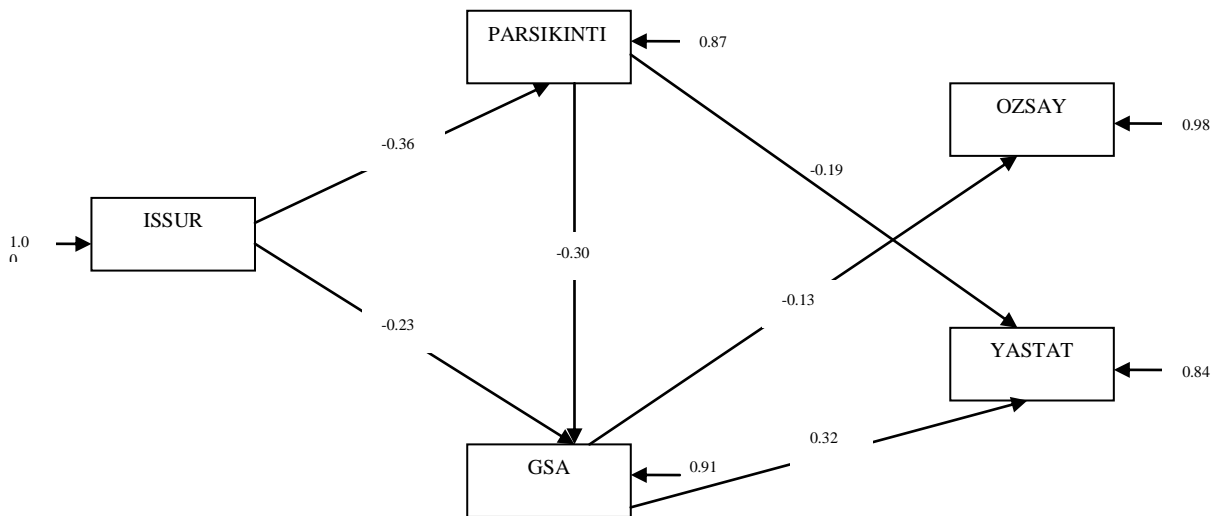 PARSIKINTI
0.87
OZSAY
0.98
-0.36
-0.19
ISSUR
1.0
0
-0.30
-0.13
-0.23
YASTAT
0.84
0.32
GSA
0.91